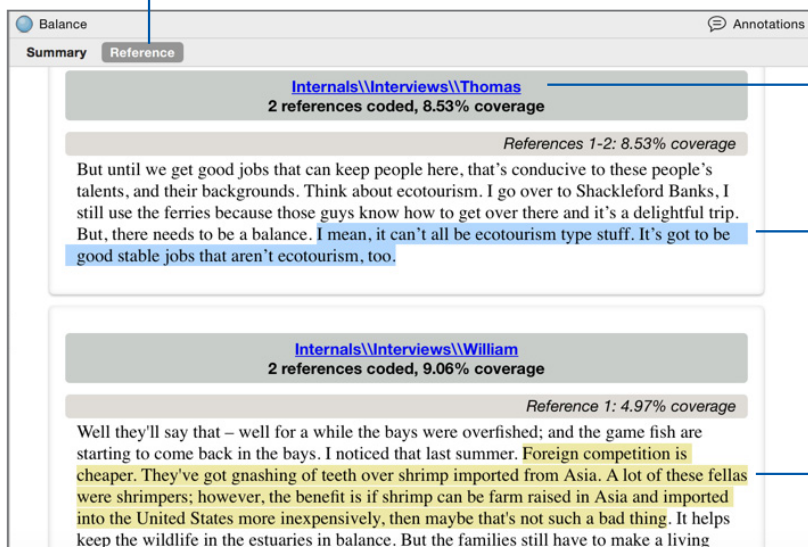 Balance
Annotations
Summary Reference
Internals\\Interviews\\Thomas
2 references coded, 8.53% coverage
References 1-2: 8.53% coverage
But until we get good jobs that can keep people here, that’s conducive to these people’s
talents, and their backgrounds. Think about ecotourism. I go over to Shackleford Banks, I
still use the ferries because those guys know how to get over there and it’s a delightful trip.
But, there needs to be a balance. I mean, it can’t all be ecotourism type stuff. It’s got to be
good stable jobs that aren’t ecotourism, too.
Internals\\Interviews\\William
2 references coded, 9.06% coverage
Reference 1: 4.97% coverage
Well they'll say that – well for a while the bays were overfished; and the game fish are
starting to come back in the bays. I noticed that last summer. Foreign competition is
cheaper. They've got gnashing of teeth over shrimp imported from Asia. A lot of these fellas
were shrimpers; however, the benefit is if shrimp can be farm raised in Asia and imported
into the United States more inexpensively, then maybe that's not such a bad thing. It helps
keep the wildlife in the estuaries in balance. But the families still have to make a living